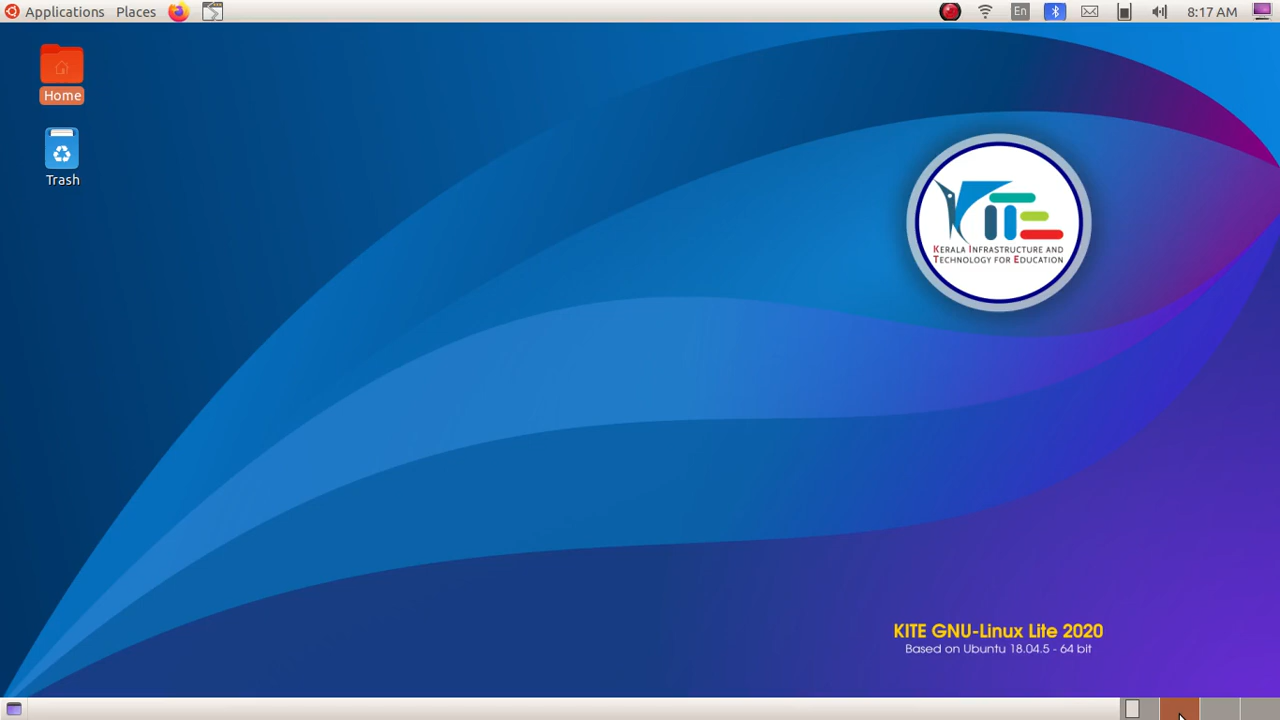 Applications Places En 8:17 AM
Home
Trash
KITE
KERALA INFRASTRUCTURE AND
TECHNOLOGY FOR EDUCATION
KITE GNU-Linux Lite 2020
Based on Ubuntu 18.04.5 - 64 bit